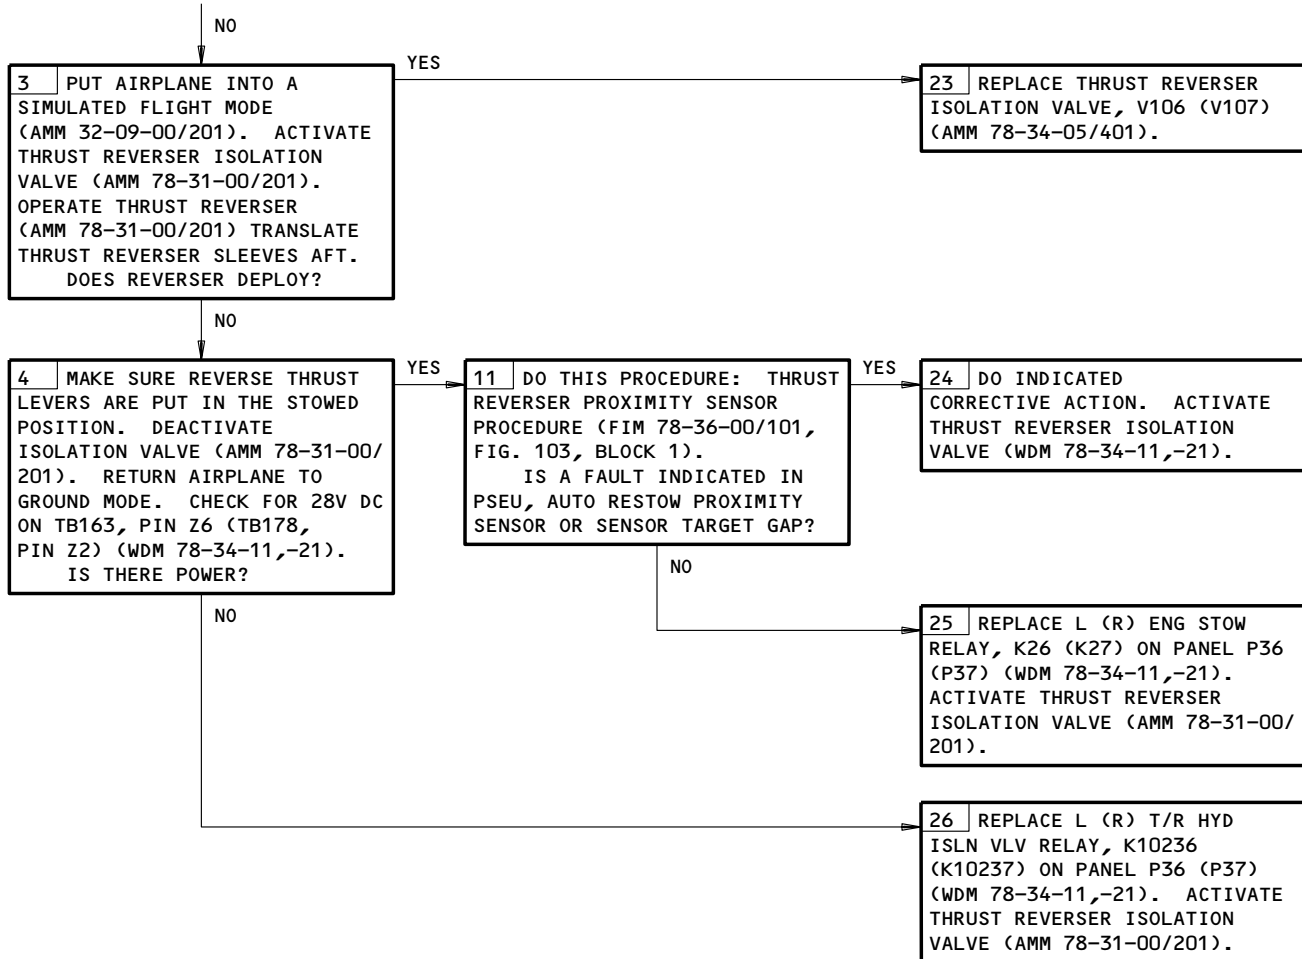 NO
3 PUT AIRPLANE INTO A
SIMULATED FLIGHT MODE
(AMM 32-09-00/201). ACTIVATE
THRUST REVERSER ISOLATION
VALVE (AMM 78-31-00/201).
OPERATE THRUST REVERSER
(AMM 78-31-00/201) TRANSLATE
THRUST REVERSER SLEEVES AFT.
DOES REVERSER DEPLOY?
YES
23 REPLACE THRUST REVERSER
ISOLATION VALVE, V106 (V107)
(AMM 78-34-05/401).
NO
4 MAKE SURE REVERSE THRUST
LEVERS ARE PUT IN THE STOWED
POSITION. DEACTIVATE
ISOLATION VALVE (AMM 78-31-00/
201). RETURN AIRPLANE TO
GROUND MODE. CHECK FOR 28V DC
ON TB163, PIN Z6 (TB178,
PIN Z2) (WDM 78-34-11,-21).
IS THERE POWER?
YES
11 DO THIS PROCEDURE: THRUST
REVERSER PROXIMITY SENSOR
PROCEDURE (FIM 78-36-00/101,
FIG. 103, BLOCK 1).
IS A FAULT INDICATED IN
PSEU, AUTO RESTOW PROXIMITY
SENSOR OR SENSOR TARGET GAP?
YES
24 DO INDICATED
CORRECTIVE ACTION. ACTIVATE
THRUST REVERSER ISOLATION
VALVE (WDM 78-34-11,-21).
NO
25 REPLACE L (R) ENG STOW
RELAY, K26 (K27) ON PANEL P36
(P37) (WDM 78-34-11,-21).
ACTIVATE THRUST REVERSER
ISOLATION VALVE (AMM 78-31-00/
201).
NO
26 REPLACE L (R) T/R HYD
ISLN VLV RELAY, K10236
(K10237) ON PANEL P36 (P37)
(WDM 78-34-11,-21). ACTIVATE
THRUST REVERSER ISOLATION
VALVE (AMM 78-31-00/201).